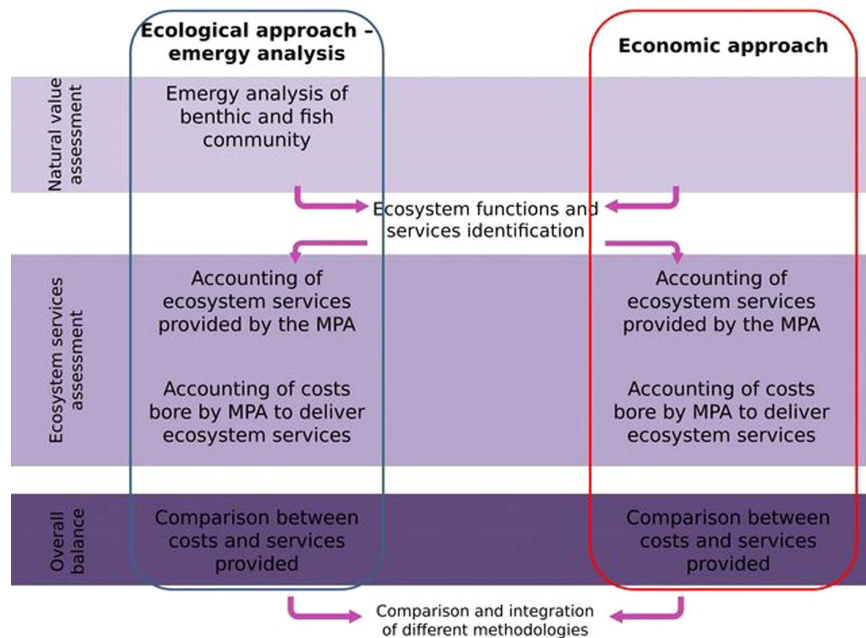 Ecological approach –
emergy analysis
Economic approach
Natural value
assessment
Emergy analysis of
benthic and fish
community
Ecosystem functions and
services identification
Ecosystem services
assessment
Accounting of
ecosystem services
provided by the MPA
Accounting of
ecosystem services
provided by the MPA
Accounting of costs
bore by MPA to deliver
ecosystem services
Accounting of costs
bore by MPA to deliver
ecosystem services
Overall
balance
Comparison between
costs and services
provided
Comparison between
costs and services
provided
Comparison and integration
of different methodologies